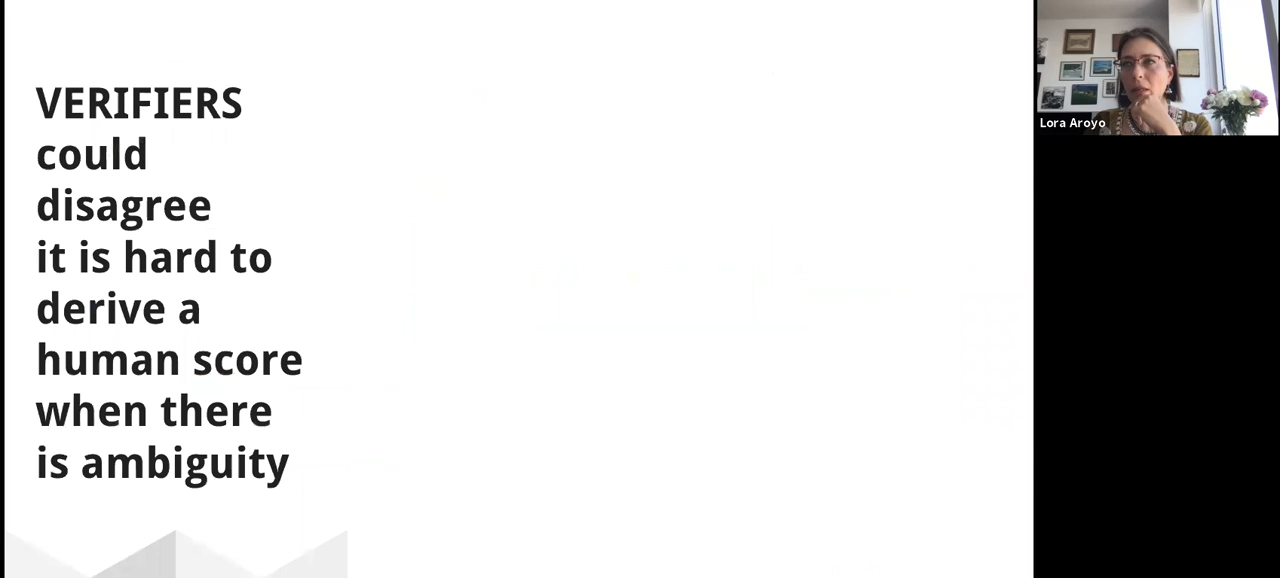 VERIFIERS
could
disagree
it is hard to
derive a
human score
when there
is ambiguity
Lora Aroyo